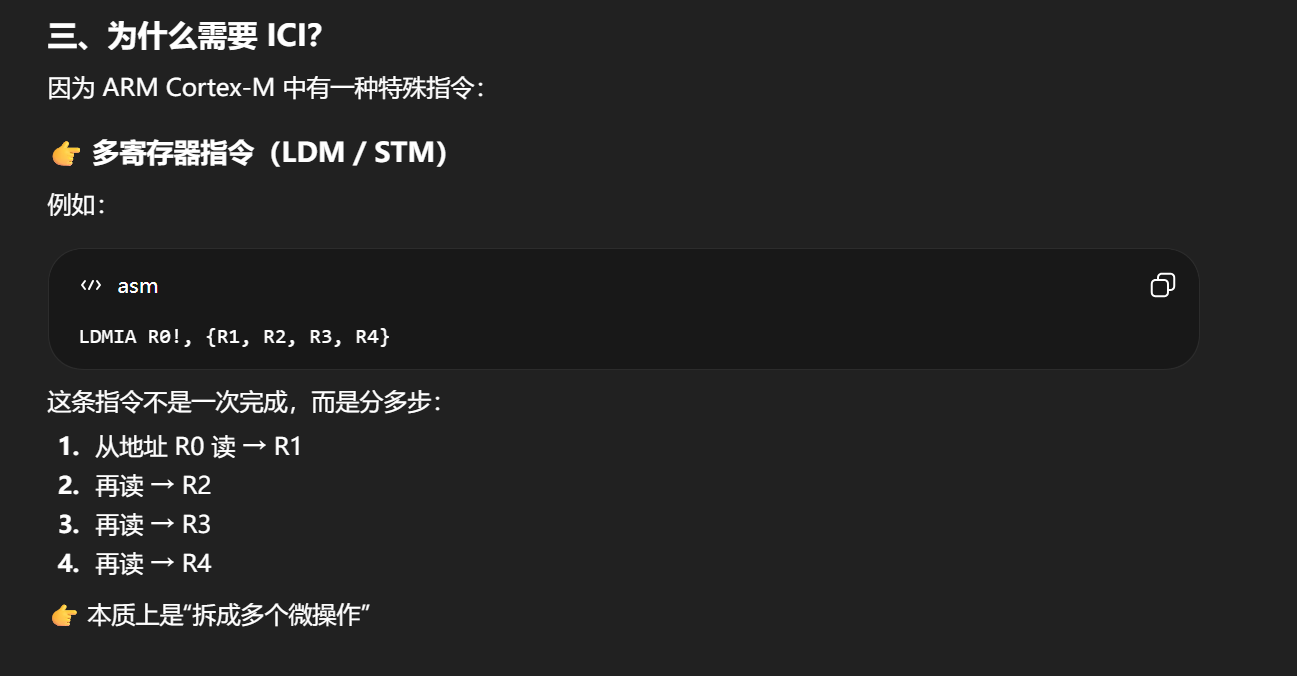 三、为什么需要 ICI？
因为 ARM Cortex-M 中有一种特殊指令：
👉 多寄存器指令（LDM / STM）
例如：
</> asm
LDMIA R0!, {R1, R2, R3, R4}
这条指令不是一次完成，而是分多步：
1. 从地址 R0 读 → R1
2. 再读 → R2
3. 再读 → R3
4. 再读 → R4
👉 本质上是“拆成多个微操作”